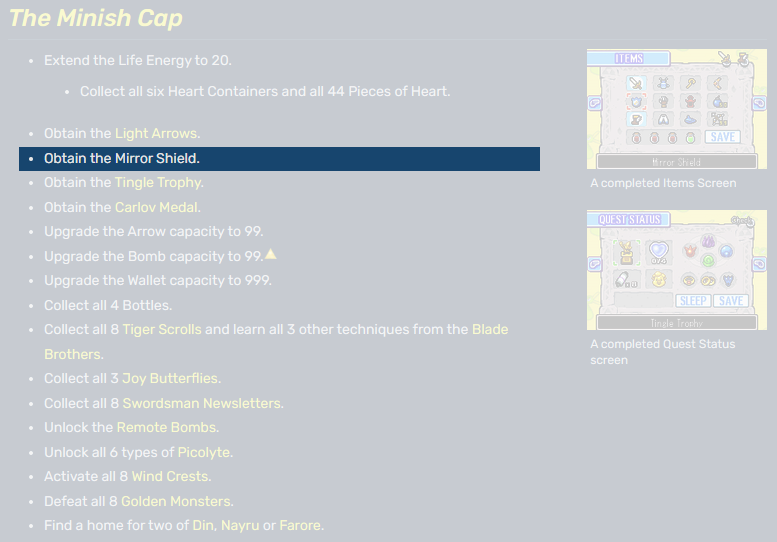 The Minish Cap
Extend the Life Energy to 20.
Collect all six Heart Containers and all 44 Pieces of Heart.
Obtain the Light Arrows.
Obtain the Mirror Shield.
Obtain the Tingle Trophy.
Obtain the Carlov Medal.
Upgrade the Arrow capacity to 99.
Upgrade the Bomb capacity to 99.
Upgrade the Wallet capacity to 999.
Collect all 4 Bottles.
Collect all 8 Tiger Scrolls and learn all 3 other techniques from the Blade
Brothers.
Collect all 3 Joy Butterflies.
Collect all 8 Swordsman Newsletters.
Unlock the Remote Bombs.
Unlock all 6 types of Picolyte.
Activate all 8 Wind Crests.
Defeat all 8 Golden Monsters.
Find a home for two of Din, Nayru or Farore.
ITEMS
SAVE
Mirror Shield
A completed Items Screen
QUEST STATUS
SLEEP SAVE
Tingle Trophy
A completed Quest Status
screen